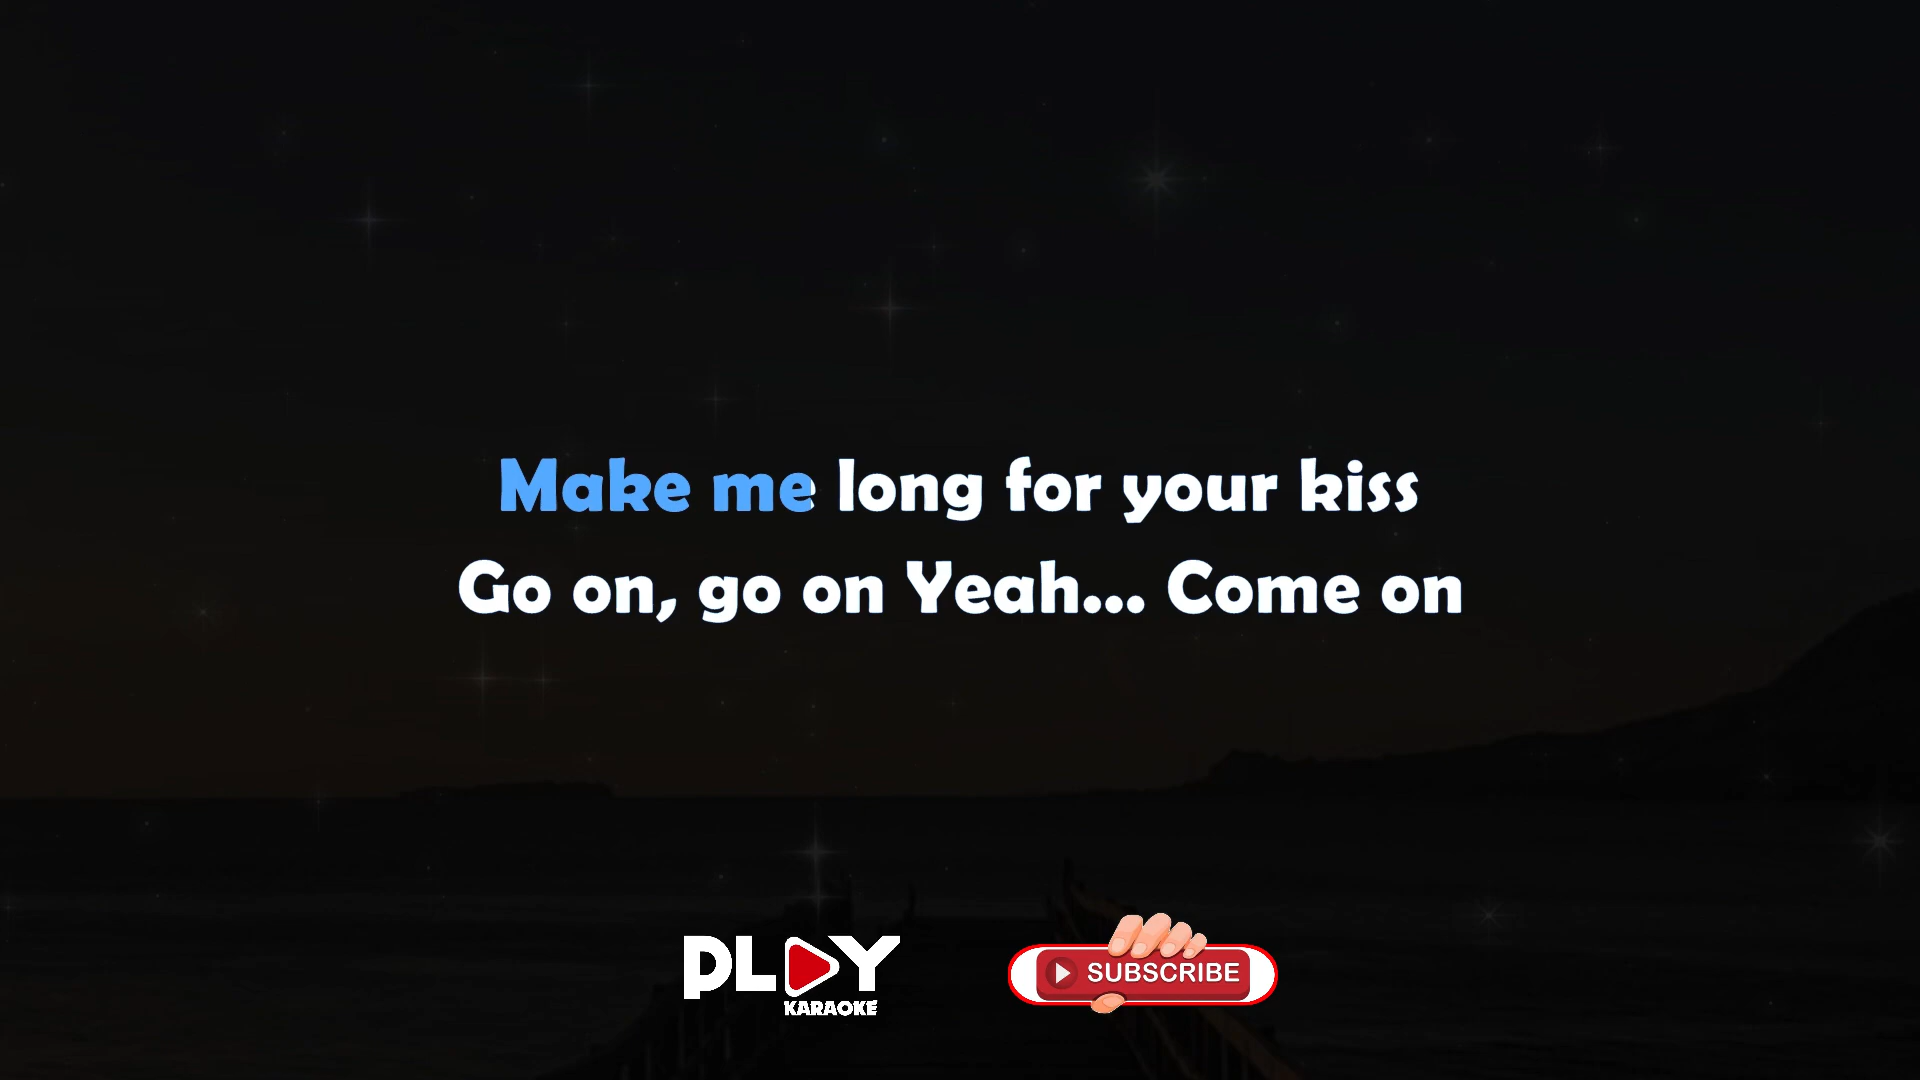 Make me long for your kiss
Go on, go on Yeah... Come on
PLAY
KARAOKE
SUBSCRIBE